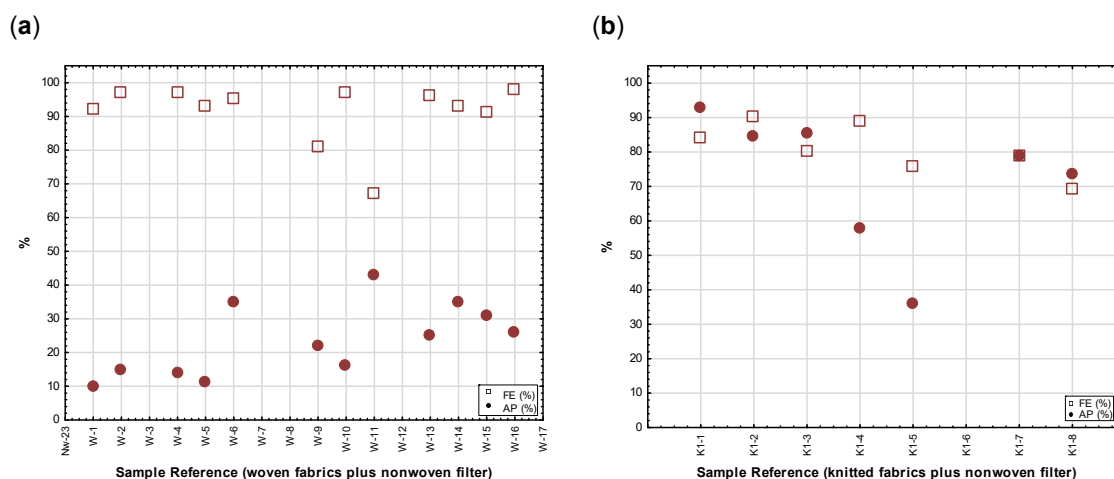 (a)
100
90
80
70
60
50
40
30
20
10
0
%
FE (%)
AP (%)
Nw-23
W-1
W-2
W-3
W-4
W-5
W-6
W-7
W-8
W-9
W-10
W-11
W-12
W-13
W-14
W-15
W-16
W-17
Sample Reference (woven fabrics plus nonwoven filter)
(b)
100
90
80
70
60
50
40
30
20
10
0
%
FE (%)
AP (%)
K1-1
K1-2
K1-3
K1-4
K1-5
K1-6
K1-7
K1-8
Sample Reference (knitted fabrics plus nonwoven filter)